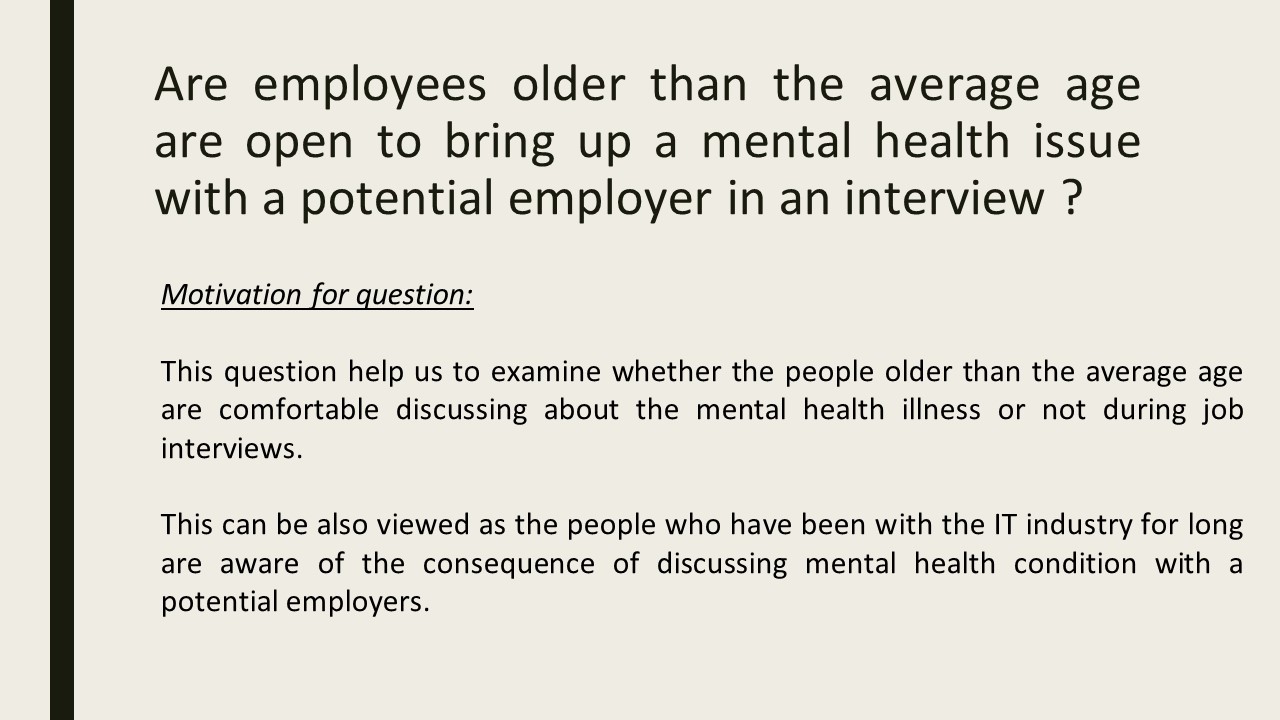 Are employees older than the average age
are open to bring up a mental health issue
with a potential employer in an interview ?
Motivation for question:
This question help us to examine whether the people older than the average age
are comfortable discussing about the mental health illness or not during job
interviews.
This can be also viewed as the people who have been with the IT industry for long
are aware of the consequence of discussing mental health condition with a
potential employers.